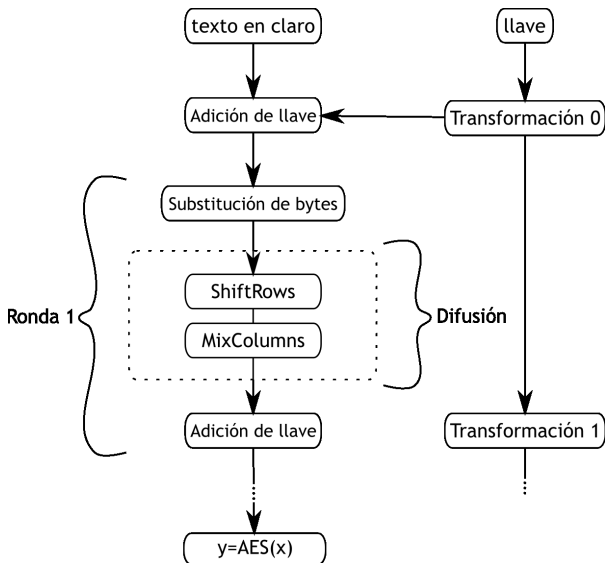 texto en claro
llave
Adición de llave
Transformación 0
Substitución de bytes
ShiftRows
Ronda 1
Difusión
MixColumns
Adición de llave
Transformación 1
y=AES(x)